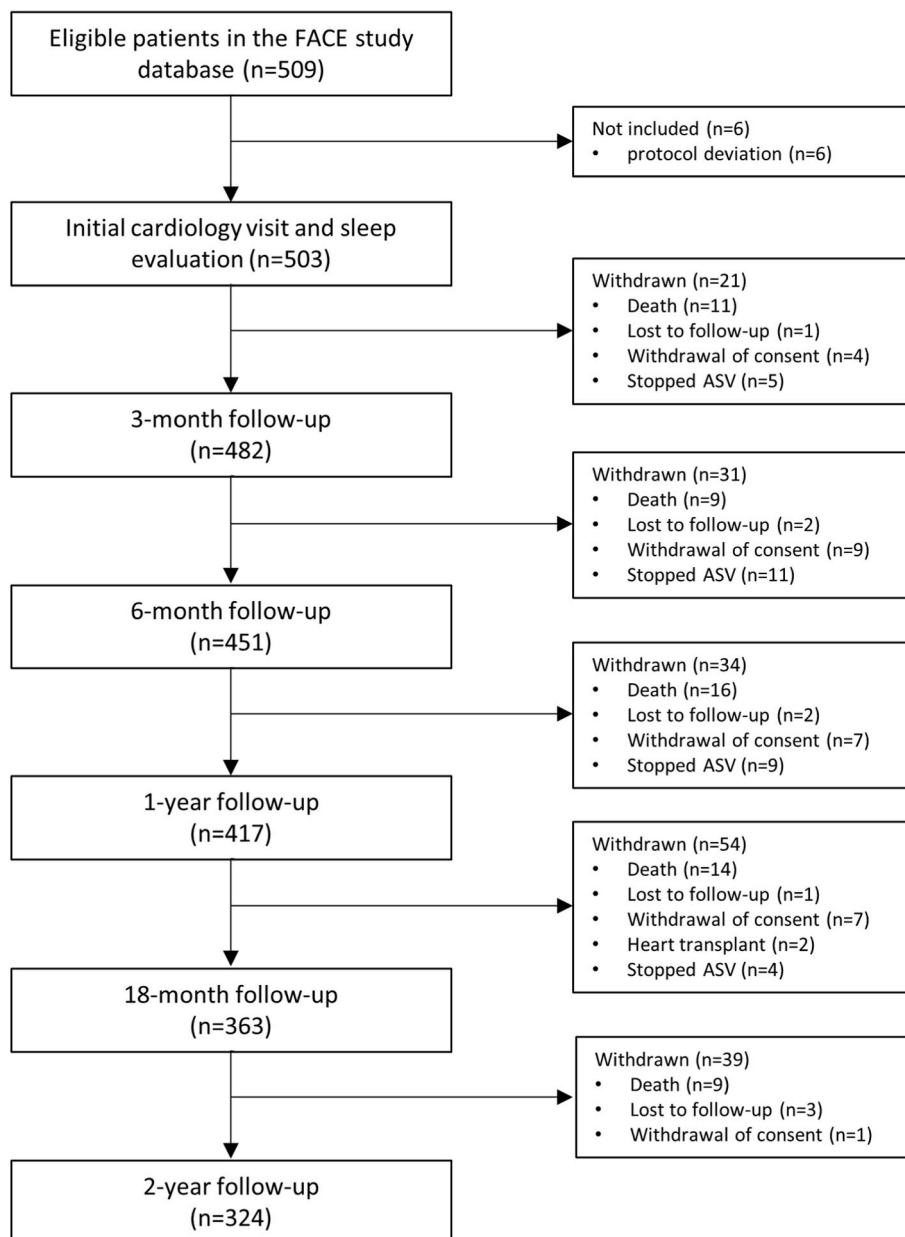 Eligible patients in the FACE study
database (n=509)
Not included (n=6)
• protocol deviation (n=6)
Initial cardiology visit and sleep
evaluation (n=503)
Withdrawn (n=21)
• Death (n=11)
• Lost to follow-up (n=1)
• Withdrawal of consent (n=4)
• Stopped ASV (n=5)
3-month follow-up
(n=482)
Withdrawn (n=31)
• Death (n=9)
• Lost to follow-up (n=2)
• Withdrawal of consent (n=9)
• Stopped ASV (n=11)
6-month follow-up
(n=451)
Withdrawn (n=34)
• Death (n=16)
• Lost to follow-up (n=2)
• Withdrawal of consent (n=7)
• Stopped ASV (n=9)
1-year follow-up
(n=417)
Withdrawn (n=54)
• Death (n=14)
• Lost to follow-up (n=1)
• Withdrawal of consent (n=7)
• Heart transplant (n=2)
• Stopped ASV (n=4)
18-month follow-up
(n=363)
Withdrawn (n=39)
• Death (n=9)
• Lost to follow-up (n=3)
• Withdrawal of consent (n=1)
2-year follow-up
(n=324)